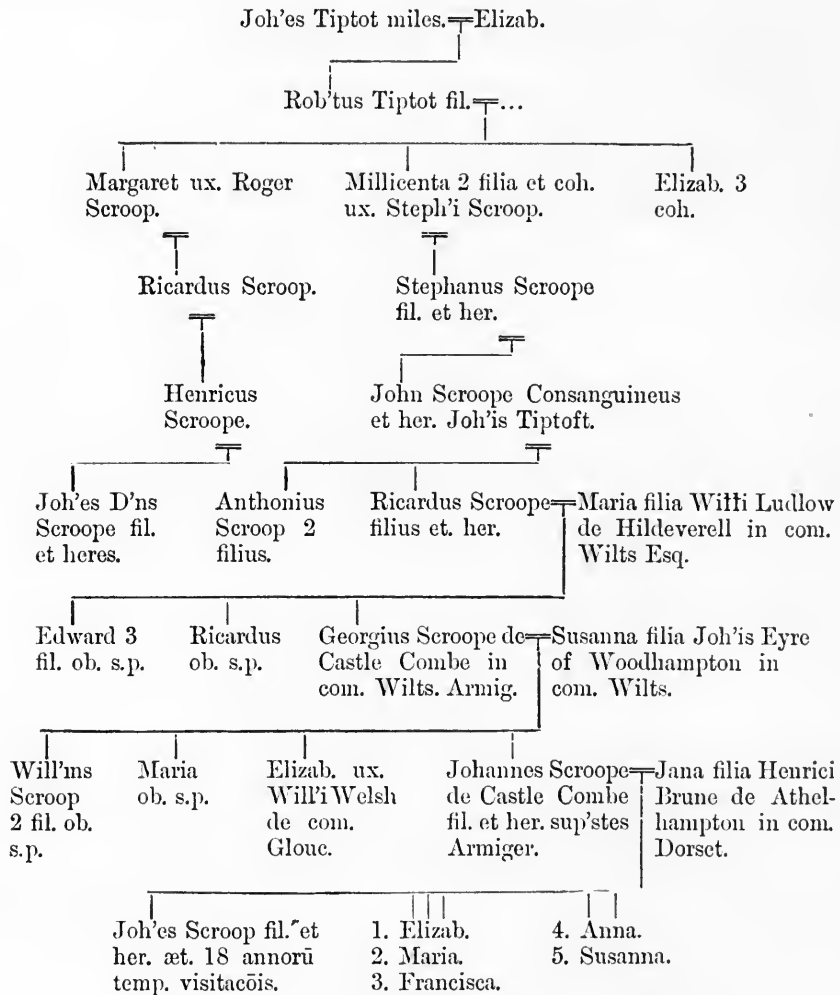 Joh'es Tiptot miles. Elizab.
Rob'tus Tiptot fil. ...
Margaret ux. Roger
Scroop.
Millicenta 2 filia et coh.
ux. Steph'i Scroop.
Elizab. 3
coh.
Ricardus Scroop.
Stephanus Scroope
fil. et her.
Henricus
Scroope.
John Scroope Consanguineus
et her. Joh'is Tiptoft.
Joh'es D'ns
Scroope fil.
et heres.
Anthonius
Scroop 2
filius.
Ricardus Scroope
filius et. her.
Maria filia Willi Ludlow
de Hildeverell in com.
Wilts Esq.
Edward 3
fil. ob. s.p.
Ricardus
ob. s.p.
Georgius Scroope de
Castle Combe in
com. Wilts. Armig.
Susanna filia Joh'is Eyre
of Woodhampton in
com. Wilts.
Will'ms
Scroop
2 fil. ob.
s.p.
Maria
ob. s.p.
Elizab. ux.
Will'i Welsh
de com.
Glouc.
Johannes Scroope
de Castle Combe
fil. et her. sup'stes
Armiger.
Jana filia Henrici
Brune de Athel-
hampton in com.
Dorset.
Joh'es Scroop fil. et
her. æt. 18 annorū
temp. visitacōis.
1. Elizab.
2. Maria.
3. Francisca.
4. Anna.
5. Susanna.